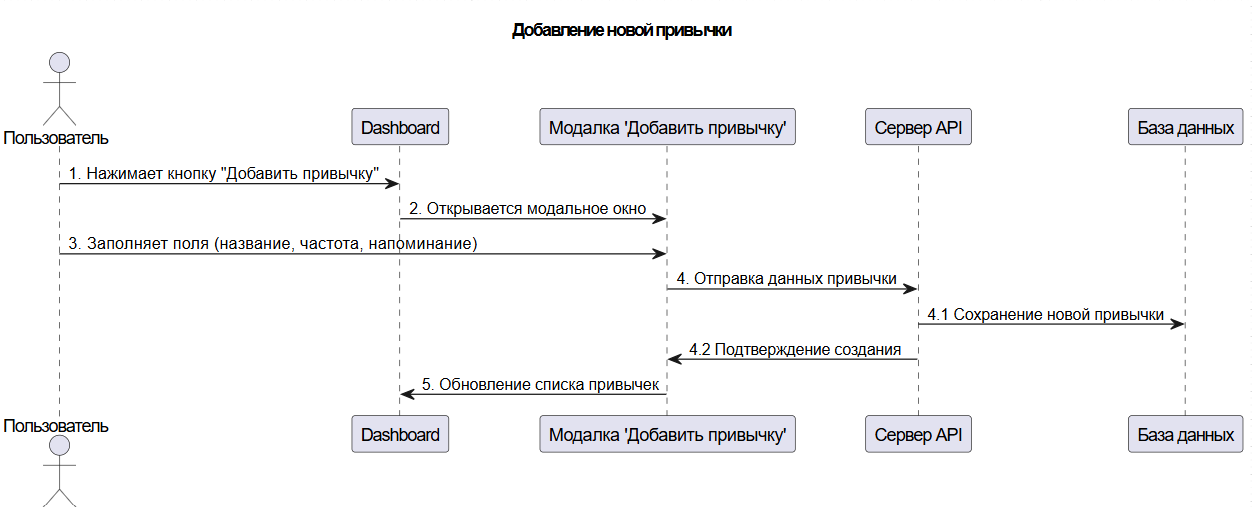 Добавление новой привычки
Пользователь
Dashboard
Модалка 'Добавить привычку'
Сервер API
База данных
1. Нажимает кнопку "Добавить привычку"
2. Открывается модальное окно
3. Заполняет поля (название, частота, напоминание)
4. Отправка данных привычки
4.1 Сохранение новой привычки
4.2 Подтверждение создания
5. Обновление списка привычек
Пользователь
Dashboard
Модалка 'Добавить привычку'
Сервер API
База данных